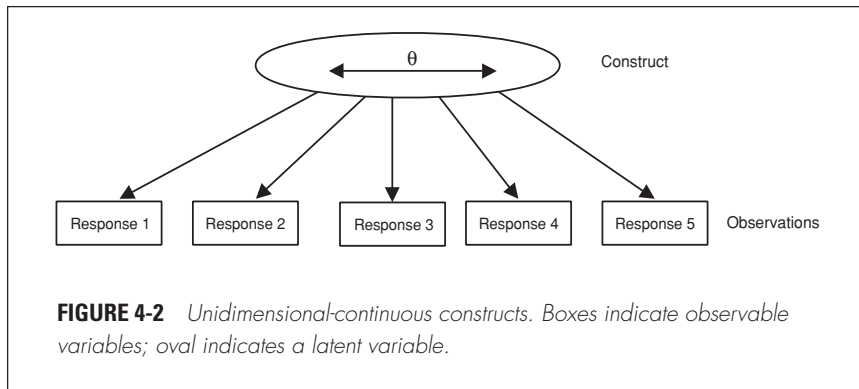 θ
Construct
Response 1
Response 2
Response 3
Response 4
Response 5
Observations
FIGURE 4-2 Unidimensional-continuous constructs. Boxes indicate observable
variables; oval indicates a latent variable.